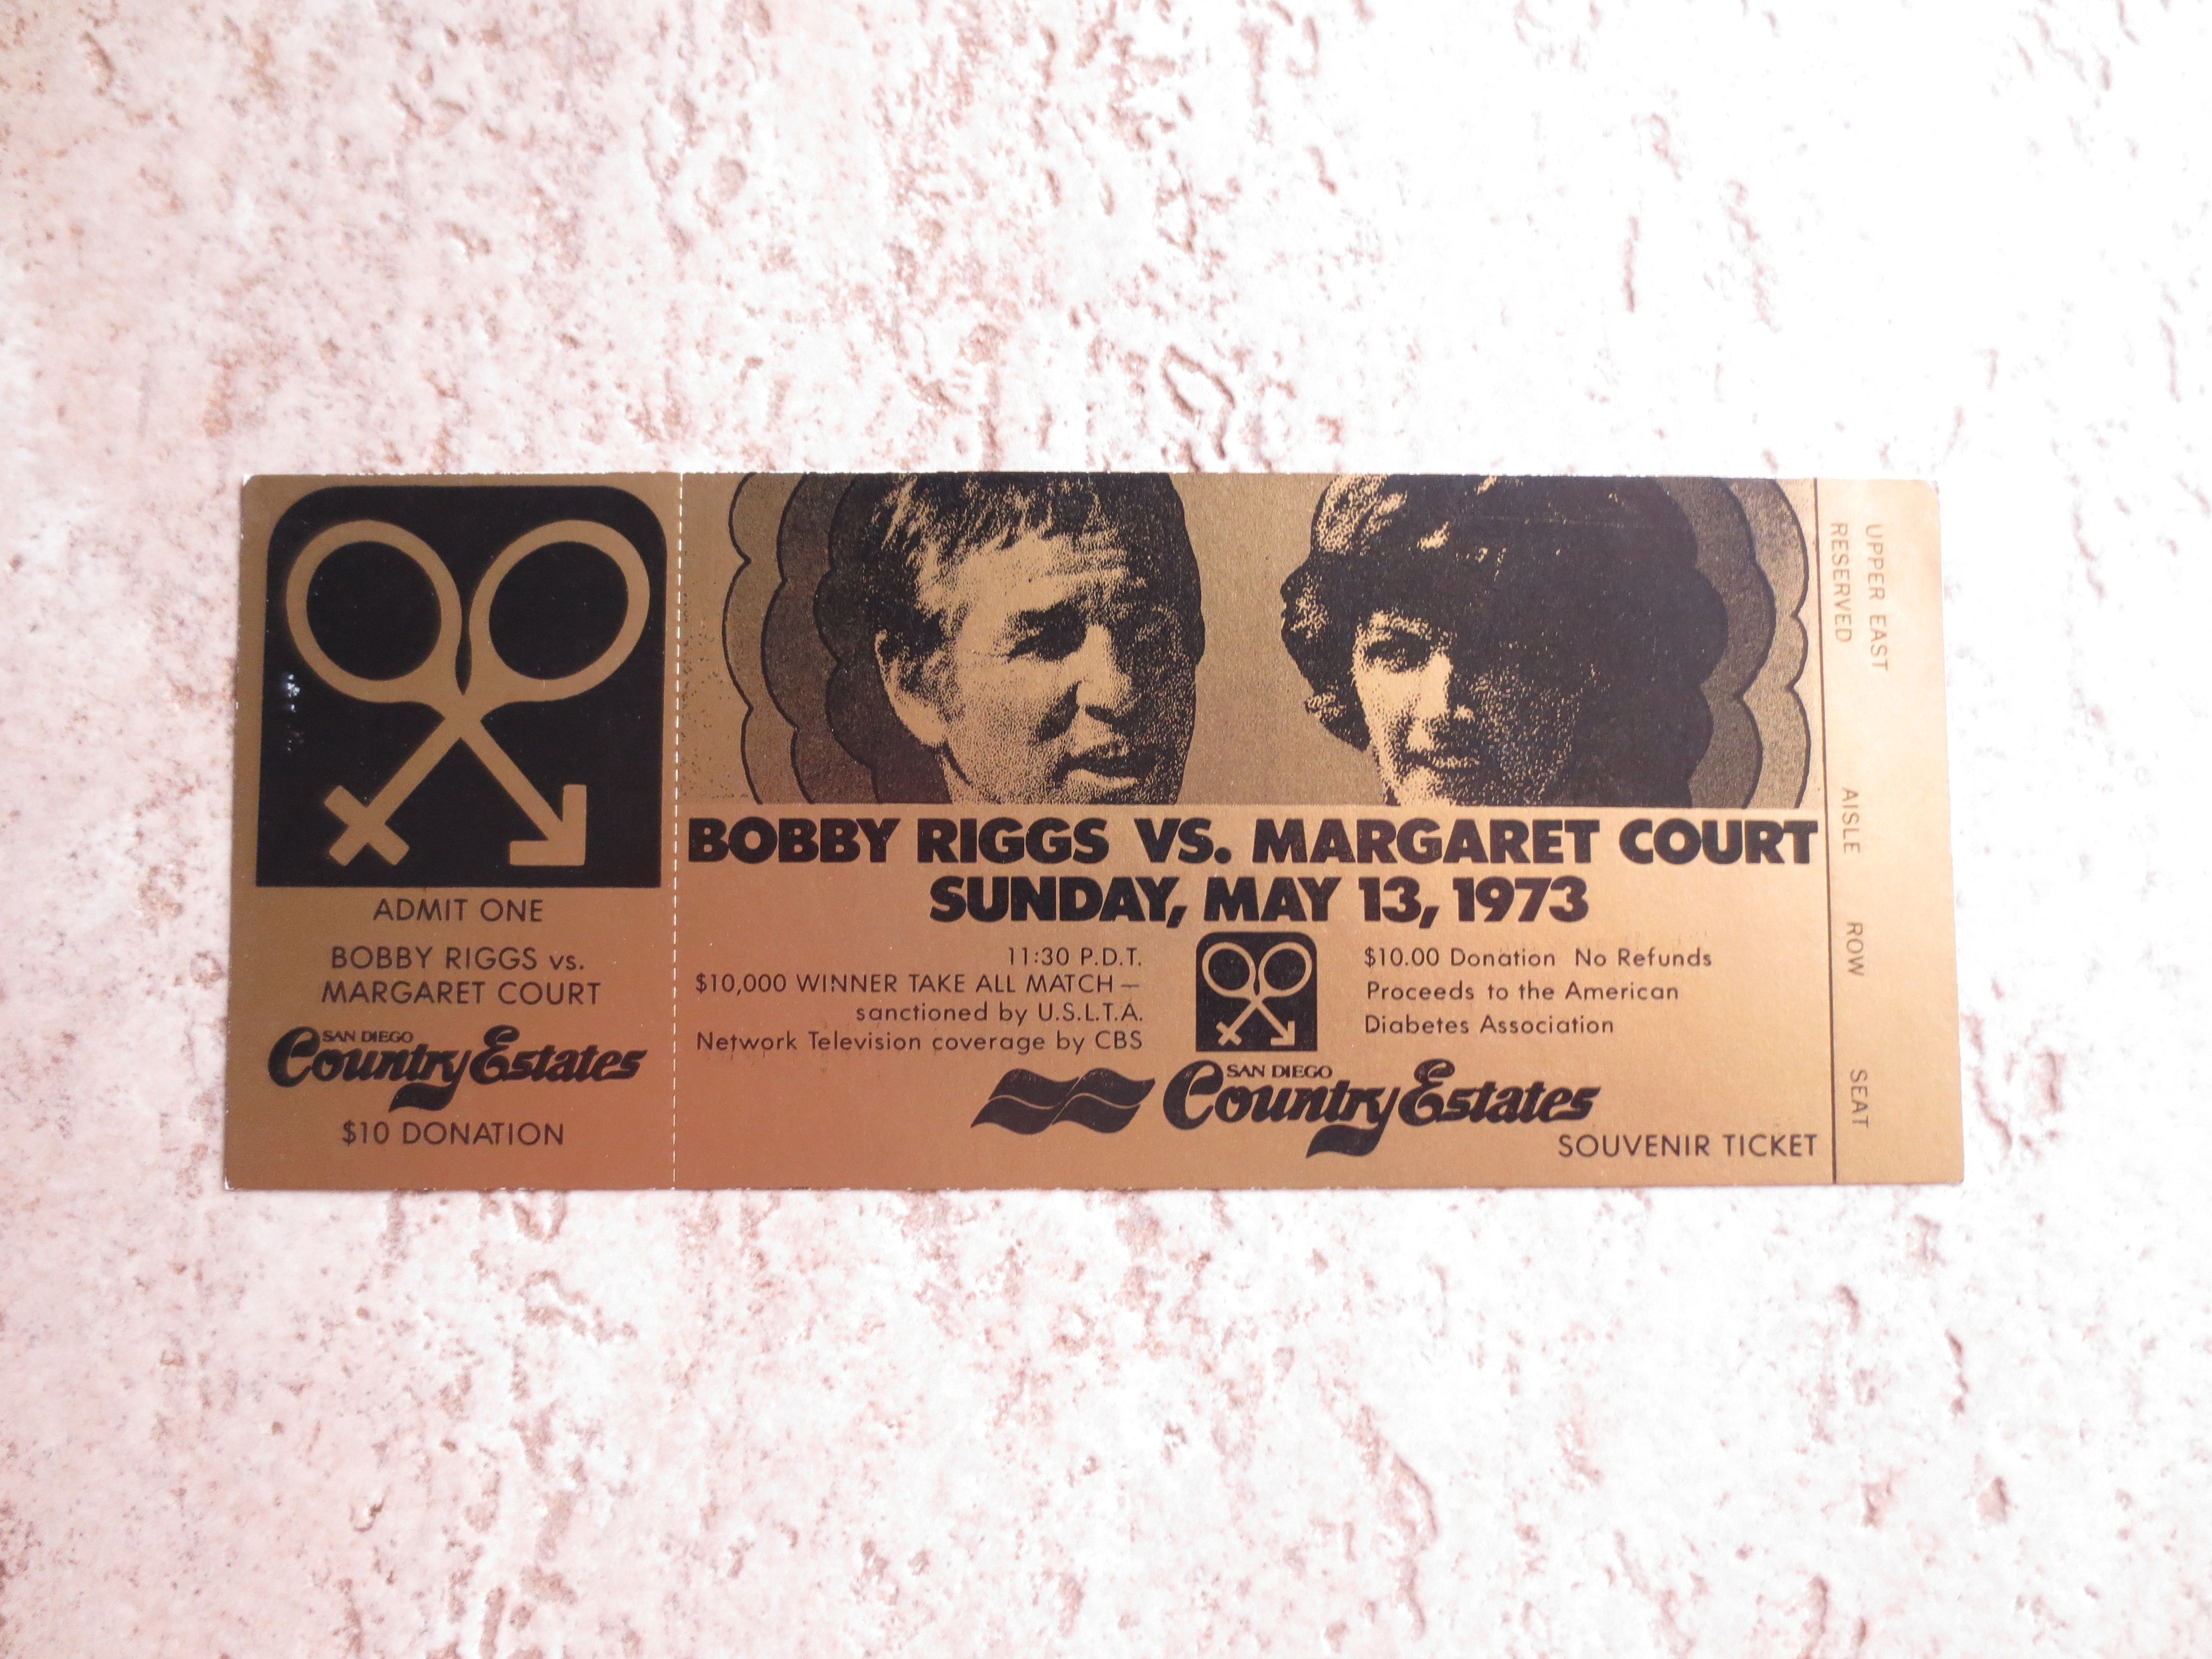 ADMIT ONE
BOBBY RIGGS vs.
MARGARET COURT
SAN DIEGO
Country Estates
$10 DONATION
BOBBY RIGGS VS. MARGARET COURT
SUNDAY, MAY 13, 1973
11:30 P.D.T.
$10,000 WINNER TAKE ALL MATCH —
sanctioned by U.S.L.T.A.
Network Television coverage by CBS
$10.00 Donation No Refunds
Proceeds to the American
Diabetes Association
SAN DIEGO
Country Estates
SOUVENIR TICKET
UPPER EAST
RESERVED
AISLE
ROW
SEAT